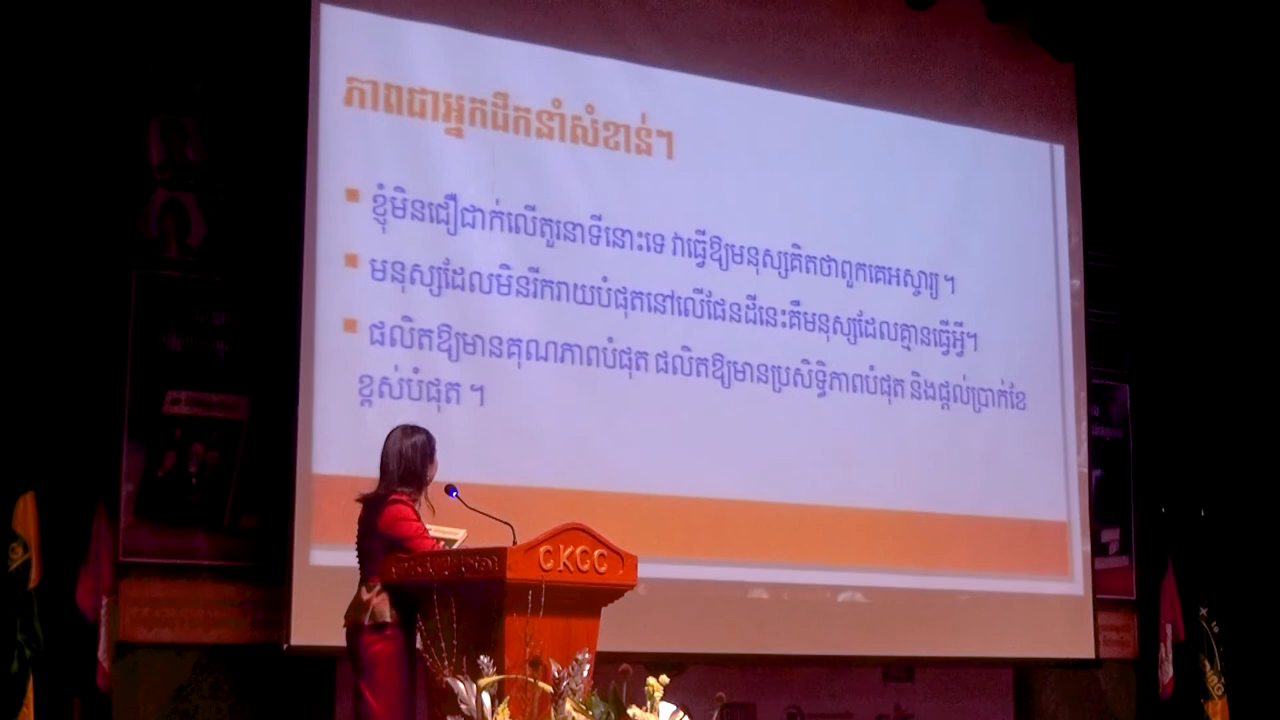 ភាពជាអ្នកដឹកនាំសំខាន់ៗ
ខ្ញុំមិនជឿជាក់លើតួរនាទីនោះទេ វាធ្វើឱ្យមនុស្សគិតថាពួកគេអស្ចារ្យ ។
មនុស្សដែលមិនរីករាយបំផុតនៅលើផែនដីនេះគឺមនុស្សដែលគ្មានធ្វើអ្វី។
ផលិតឱ្យមានគុណភាពបំផុត ផលិតឱ្យមានប្រសិទ្ធិភាពបំផុត និងផ្តល់ប្រាក់ខែ
ខ្ពស់បំផុត ។
CKCC